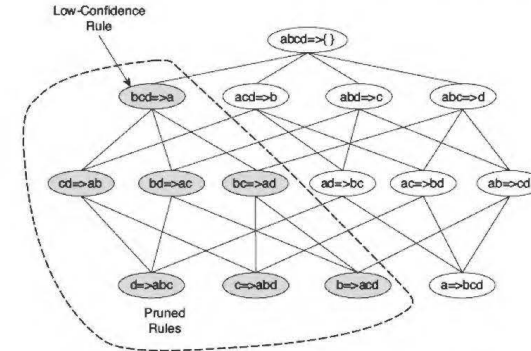 Low-Confidence
Rule
abcd=>{ }
bcd=>a
acd=>b
abd=>c
abc=>d
cd=>ab
bd=>ac
bc=>ad
ad=>bc
ac=>bd
ab=>cd
d=>abc
c=>abd
b=>acd
a=>bcd
Pruned
Rules